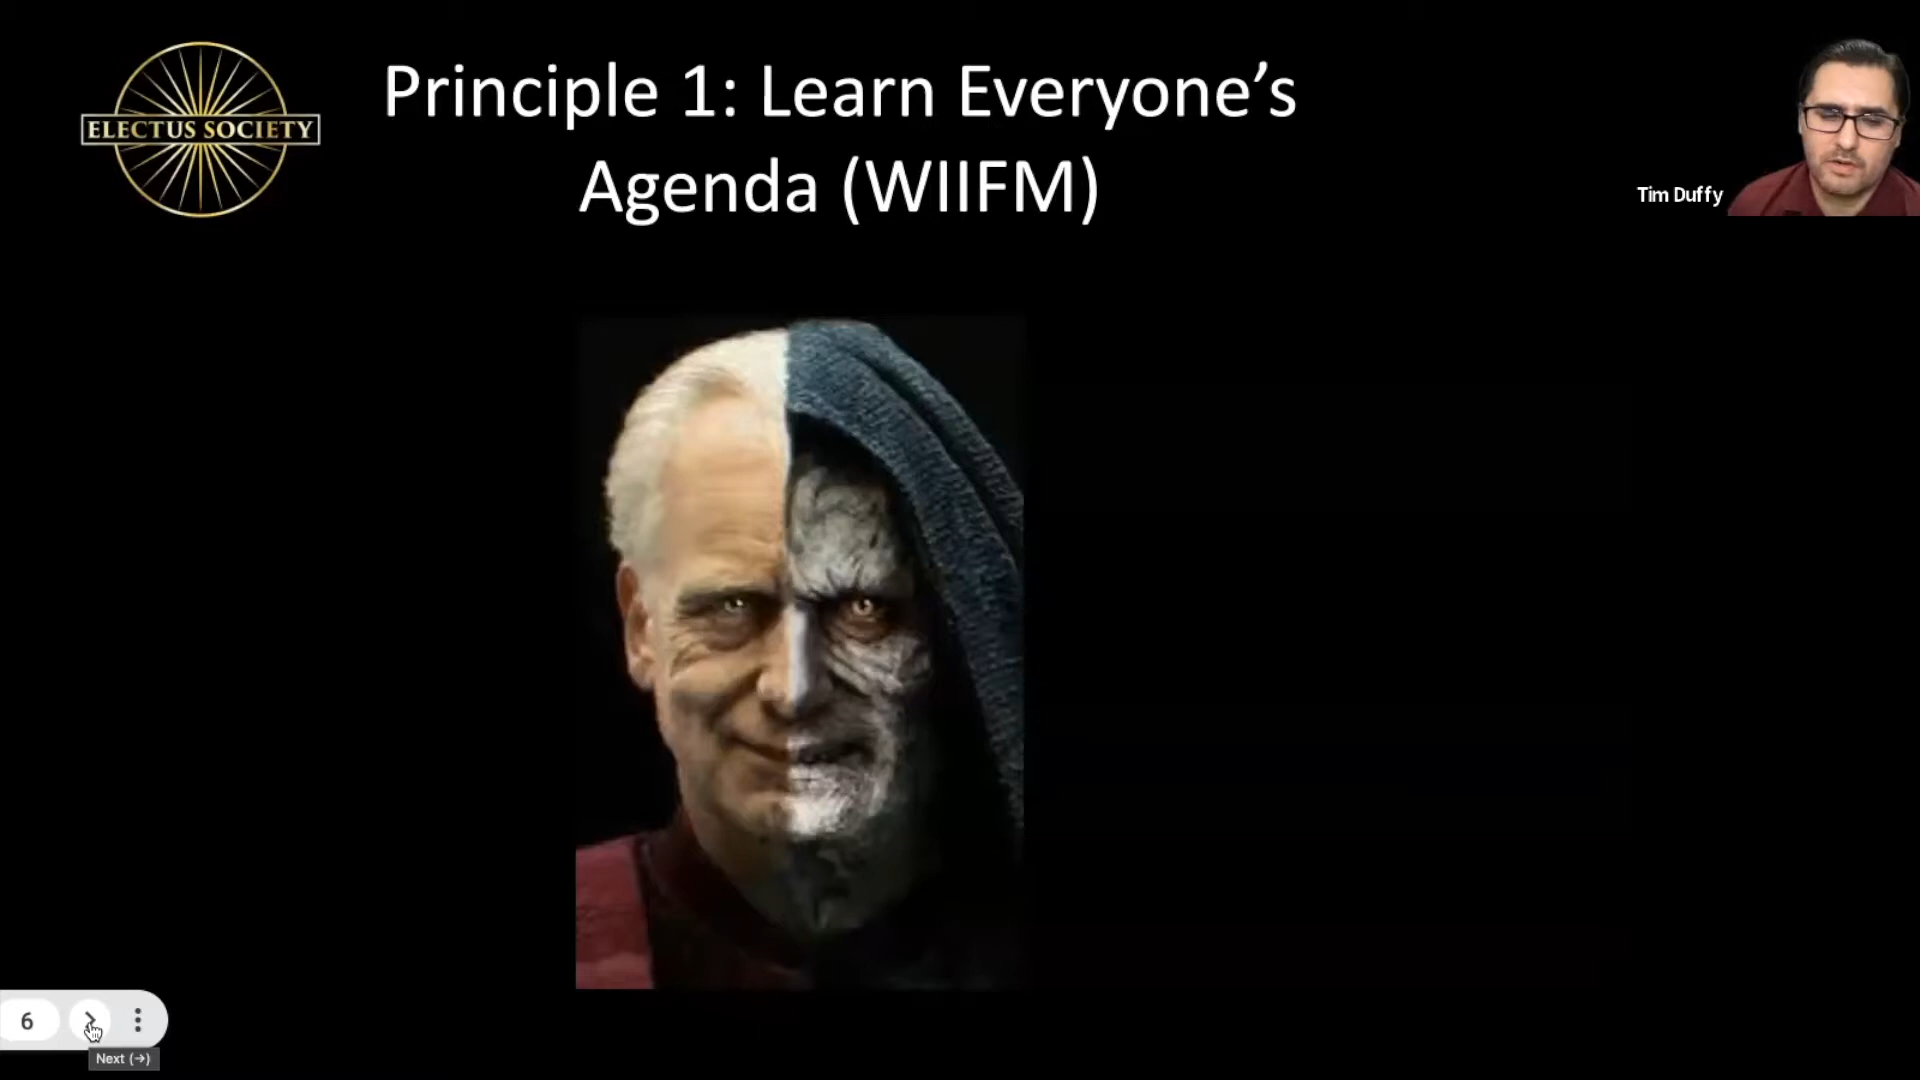 ELECTUS SOCIETY
Principle 1: Learn Everyone’s
Agenda (WIIFM)
Tim Duffy
6
Next (→)